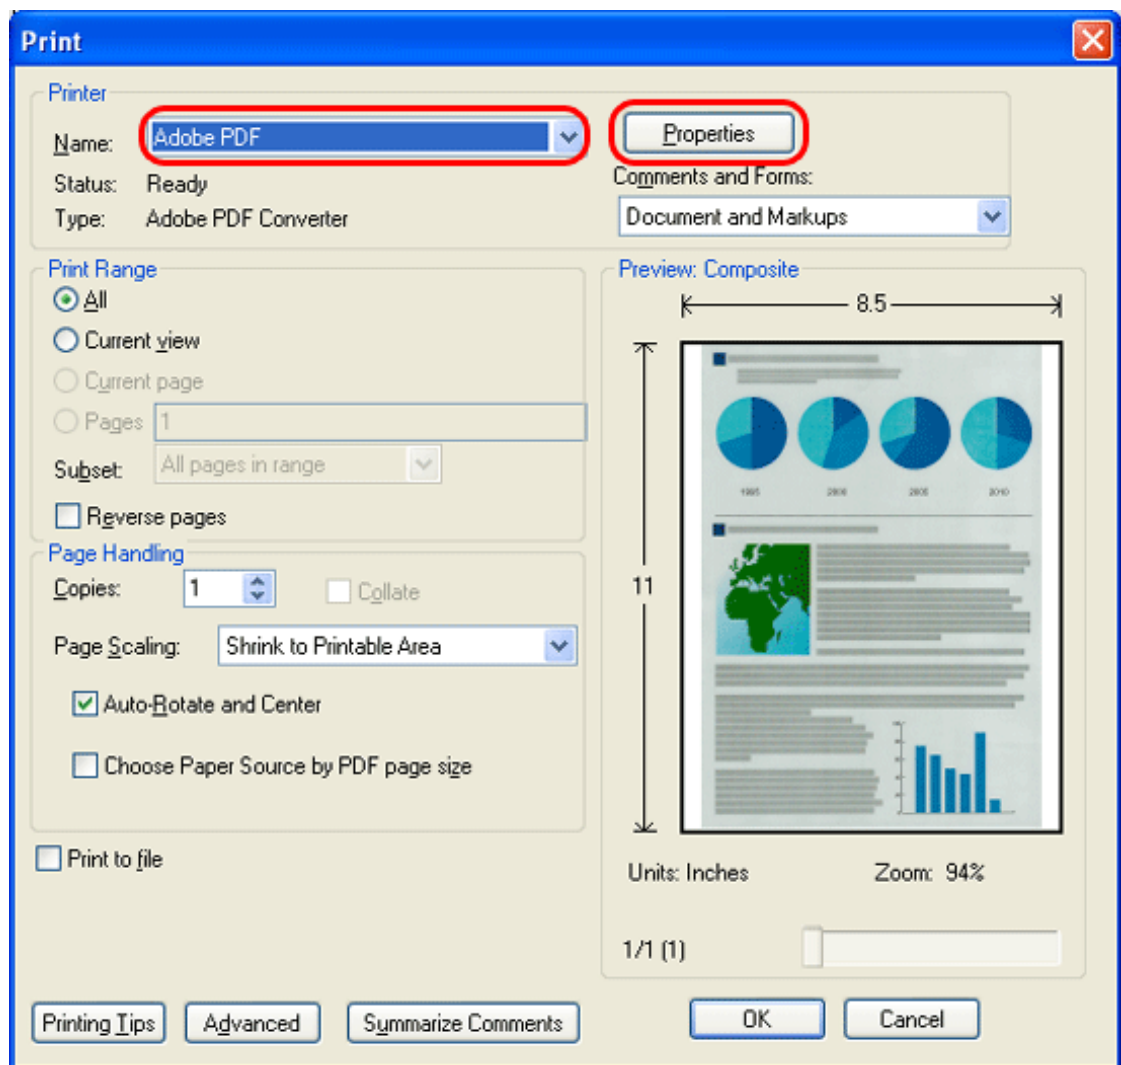 Print
Printer
Name: Adobe PDF Properties
Status: Ready Comments and Forms:
Type: Adobe PDF Converter Document and Markups
Print Range
All
Current view
Current page
Pages 1
Subset: All pages in range
Reverse pages
Page Handling
Copies: 1 Collate
Page Scaling: Shrink to Printable Area
Auto-Rotate and Center
Choose Paper Source by PDF page size
Print to file
Preview: Composite
8.5
11
1995 2000 2005 2010
Units: Inches Zoom: 94%
1/1 (1)
Printing Tips Advanced Summarize Comments OK Cancel